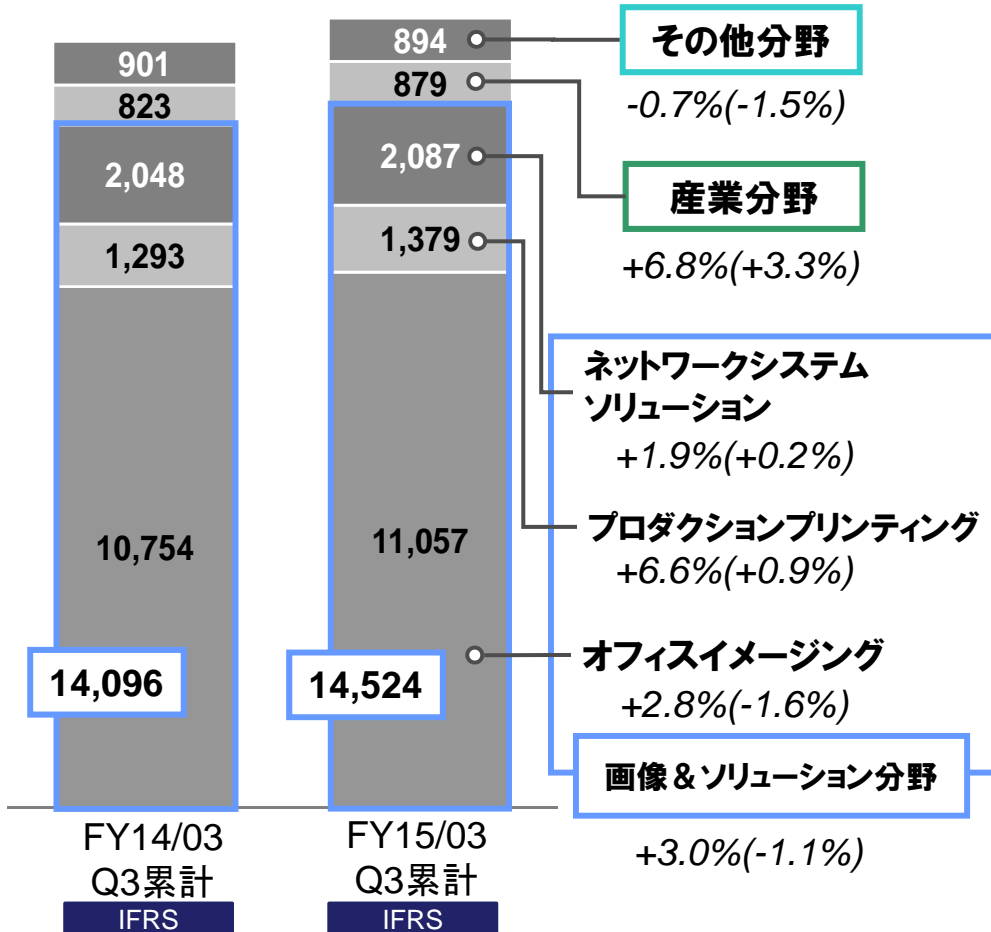 901
823
2,048
1,293
10,754
14,096
FY14/03
Q3累計
IFRS
894
879
2,087
1,379
11,057
14,524
FY15/03
Q3累計
IFRS
その他分野
-0.7%(-1.5%)
産業分野
+6.8%(+3.3%)
ネットワークシステム
ソリューション
+1.9%(+0.2%)
プロダクションプリンティング
+6.6%(+0.9%)
オフィスイメージング
+2.8%(-1.6%)
画像&ソリューション分野
+3.0%(-1.1%)